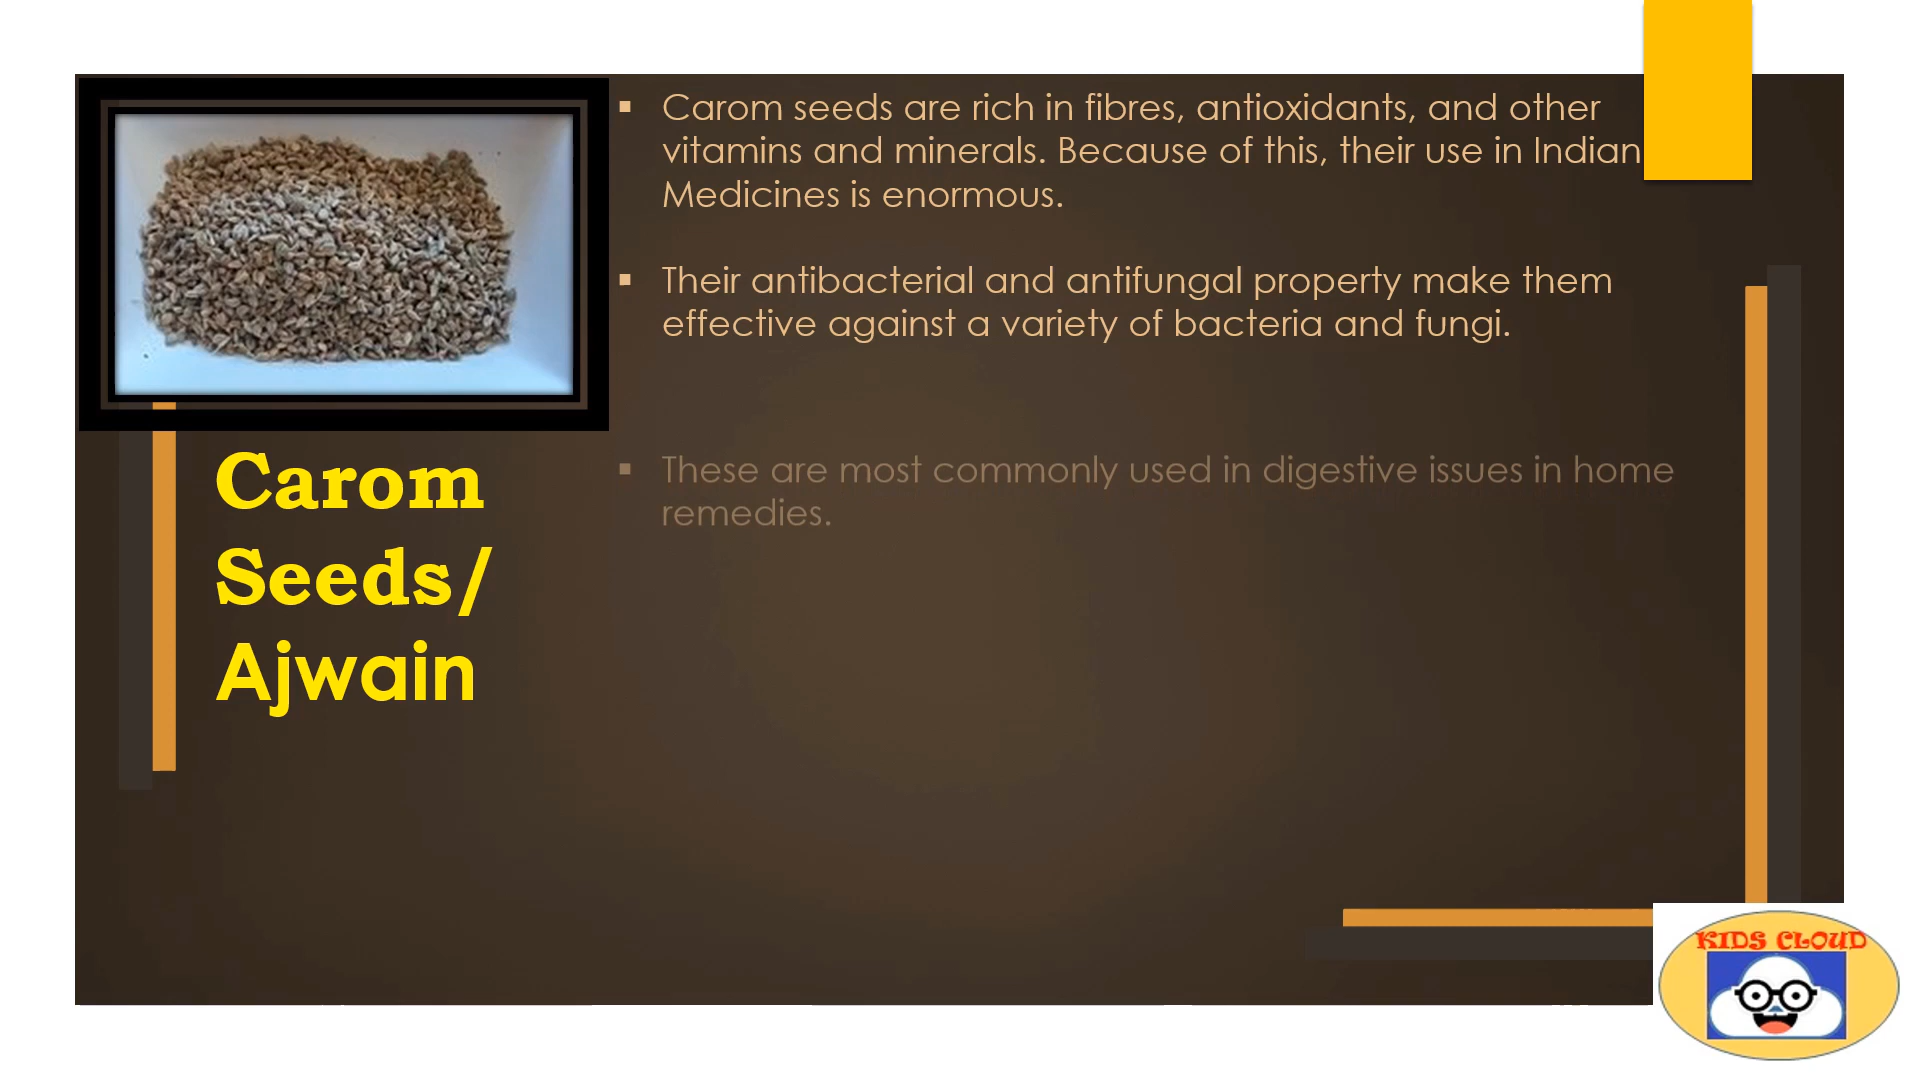 Carom seeds are rich in fibres, antioxidants, and other
vitamins and minerals. Because of this, their use in Indian
Medicines is enormous.
Their antibacterial and antifungal property make them
effective against a variety of bacteria and fungi.
These are most commonly used in digestive issues in home
remedies.
Carom
Seeds/
Ajwain
KIDS CLOUD